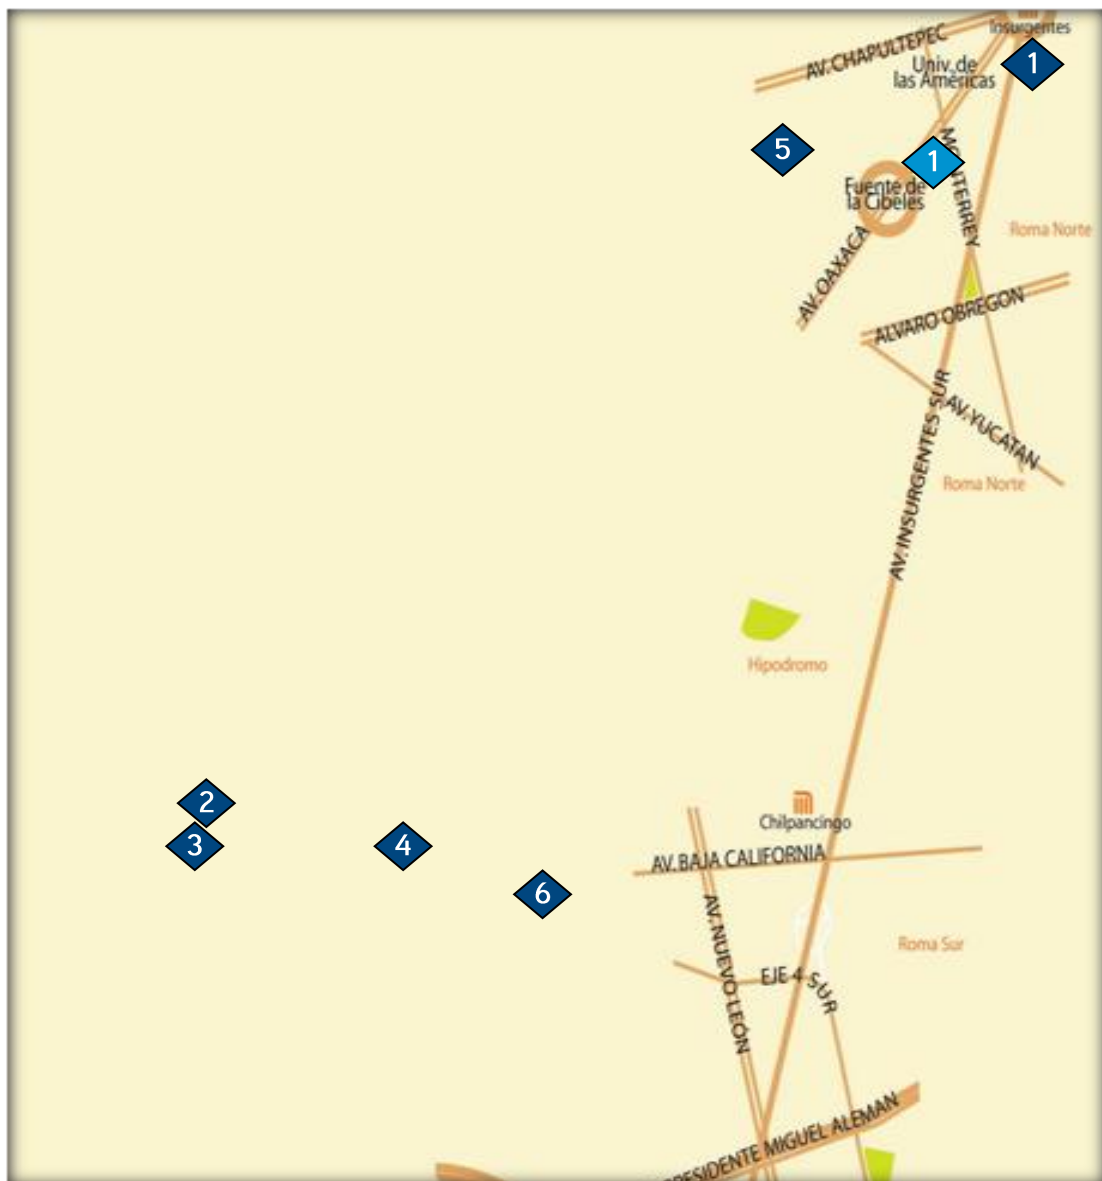 Insurgentes
AV. CHAPULTEPEC
Univ. de
las Américas
1
5
1
MONTERREY
Fuente de
la Cibeles
Roma Norte
AV. OAXACA
ALVARO OBREGON
AV. INSURGENTES SUR
AV. YUCATAN
Roma Norte
Hipodromo
2
3
4
Chilpancingo
AV. BAJA CALIFORNIA
6
AV. NUEVO LEÓN
Roma Sur
EJE 4 SUR
MIGUEL ALEMAN